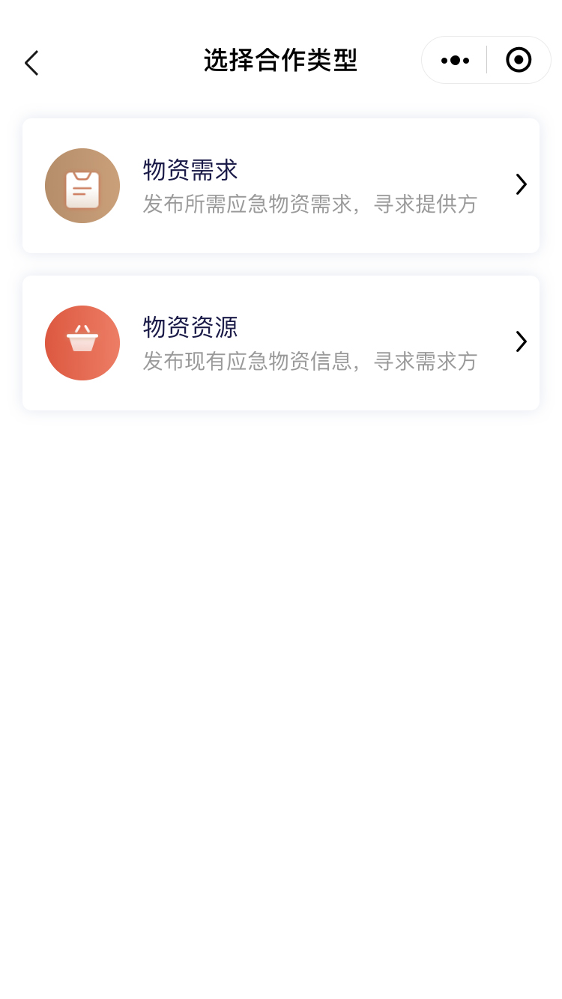 选择合作类型
物资需求
发布所需应急物资需求，寻求提供方
物资资源
发布现有应急物资信息，寻求需求方